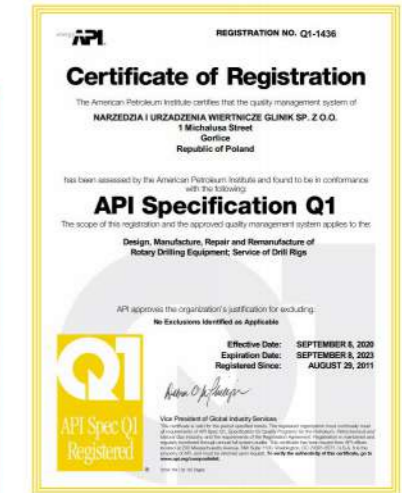 energy API
REGISTRATION NO. Q1-1436
Certificate of Registration
The American Petroleum Institute certifies that the quality management system of
NARZEDZIA I URZADZENIA WIERTNICZE GLINIK SP. Z O.O.
1 Michalusa Street
Gorlice
Republic of Poland
has been assessed by the American Petroleum Institute and found to be in conformance
with the following:
API Specification Q1
The scope of this registration and the approved quality management system applies to the:
Design, Manufacture, Repair and Remanufacture of
Rotary Drilling Equipment; Service of Drill Rigs
API approves the organization's justification for excluding:
No Exclusions Identified as Applicable
Effective Date: SEPTEMBER 8, 2020
Expiration Date: SEPTEMBER 8, 2023
Registered Since: AUGUST 29, 2011
Q1
API Spec Q1
Registered
Vice President of Global Industry Services